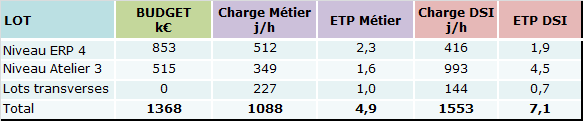 LOT BUDGET k€ Charge Métier j/h ETP Métier Charge DSI j/h ETP DSI
Niveau ERP 4 853 512 2,3 416 1,9
Niveau Atelier 3 515 349 1,6 993 4,5
Lots transverses 0 227 1,0 144 0,7
Total 1368 1088 4,9 1553 7,1